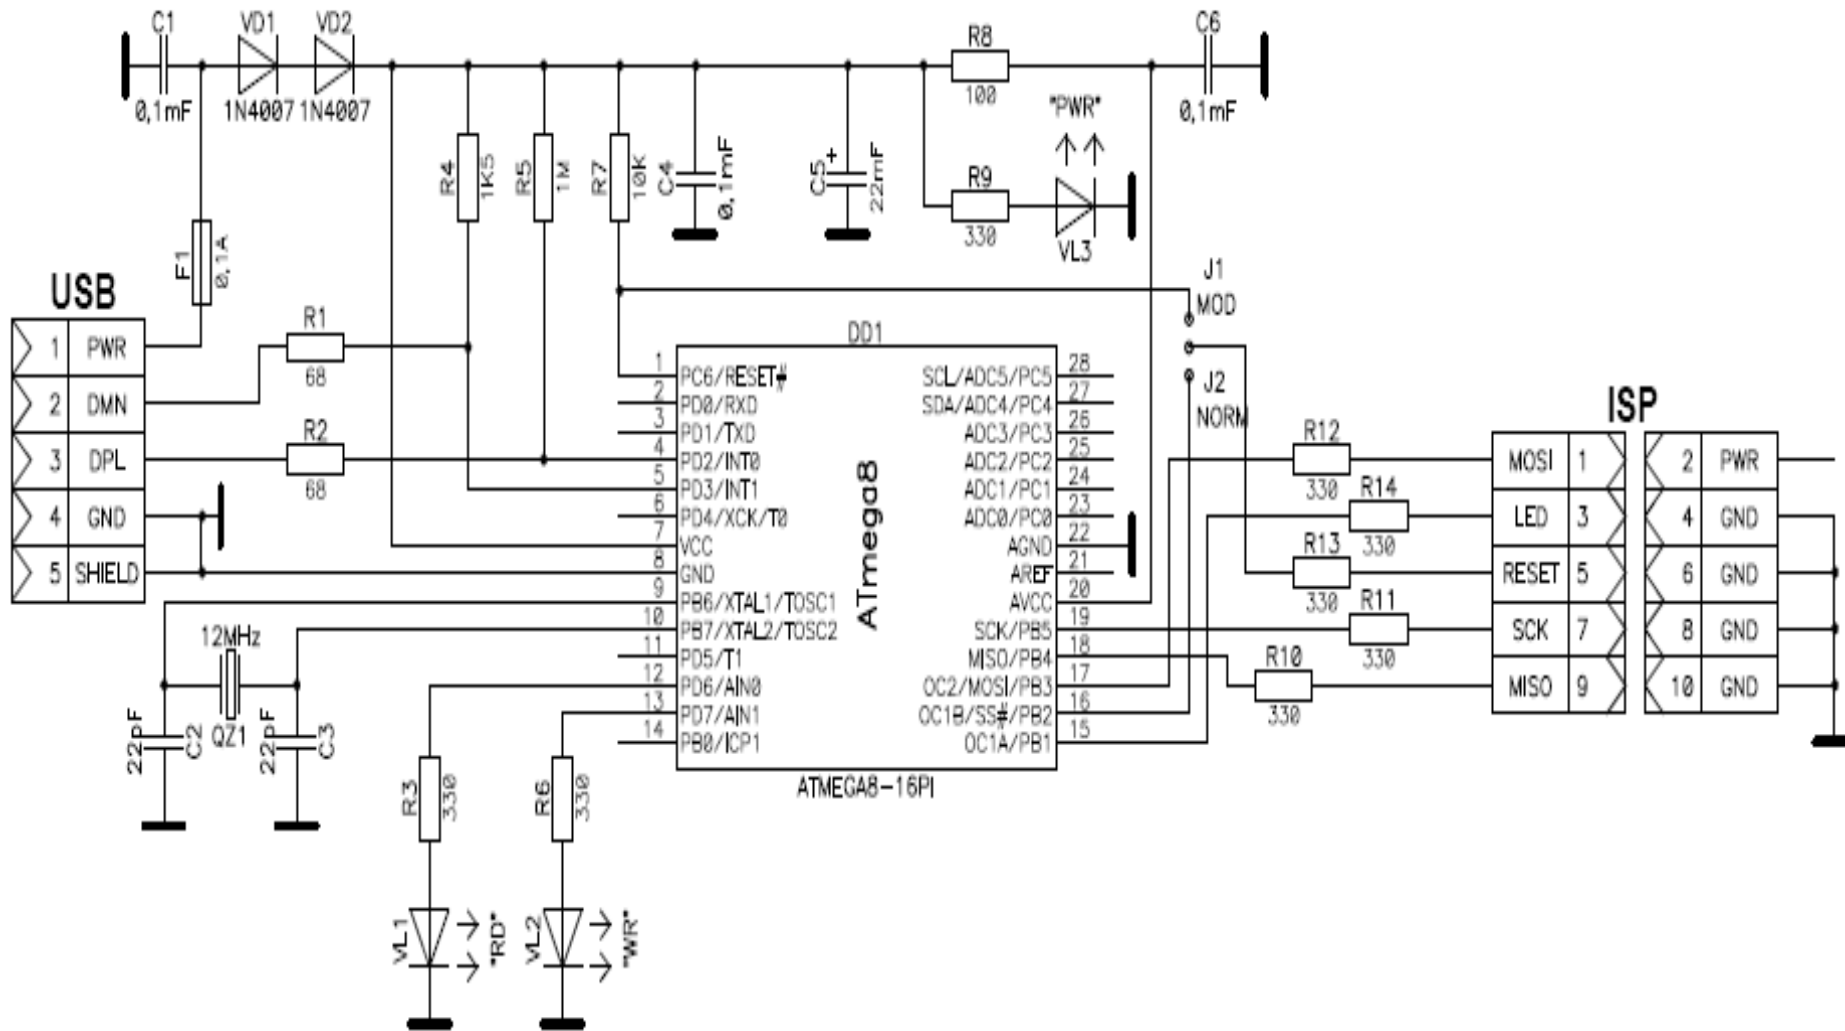 C1
VD1
VD2
0,1mF
1N4007
1N4007
R8
100
C6
0,1mF
"PWR"
R4
1K5
R5
1M
R7
10K
C4
0,1mF
C5
+
22mF
R9
330
VL3
F1
0,1A
USB
1 PWR
2 DMN
3 DPL
4 GND
5 SHIELD
R1
68
R2
68
J1
MOD
J2
NORM
DD1
1 PC6/RESET#
2 PD0/RXD
3 PD1/TXD
4 PD2/INT0
5 PD3/INT1
6 PD4/XCK/T0
7 VCC
8 GND
9 PB6/XTAL1/TOSC1
10 PB7/XTAL2/TOSC2
11 PD5/T1
12 PD6/AIN0
13 PD7/AIN1
14 PB0/ICP1
ATmega8
SCL/ADC5/PC5 28
SDA/ADC4/PC4 27
ADC3/PC3 26
ADC2/PC2 25
ADC1/PC1 24
ADC0/PC0 23
AGND 22
AREF 21
AVCC 20
SCK/PB5 19
MISO/PB4 18
OC2/MOSI/PB3 17
OC1B/SS#/PB2 16
OC1A/PB1 15
ATMEGA8-16PI
R12
330
R14
330
R13
330
R11
330
R10
330
ISP
MOSI 1
LED 3
RESET 5
SCK 7
MISO 9
2 PWR
4 GND
6 GND
8 GND
10 GND
12MHz
QZ1
22pF
C2
22pF
C3
R3
330
R6
330
VL1
"RD"
VL2
"WR"